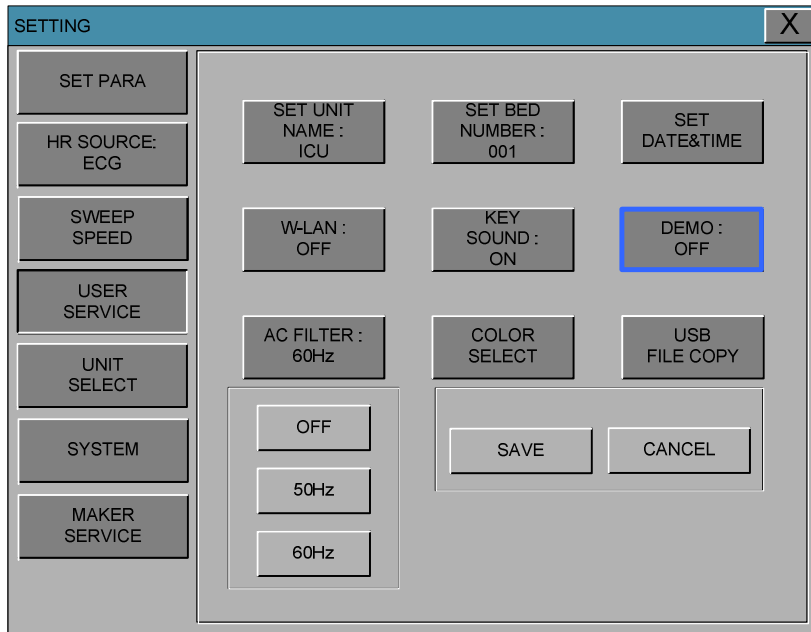 SETTING
X
SET PARA
HR SOURCE:
ECG
SWEEP
SPEED
USER
SERVICE
UNIT
SELECT
SYSTEM
MAKER
SERVICE
SET UNIT
NAME :
ICU
SET BED
NUMBER :
001
SET
DATE&TIME
W-LAN :
OFF
KEY
SOUND :
ON
DEMO :
OFF
AC FILTER :
60Hz
COLOR
SELECT
USB
FILE COPY
OFF
50Hz
60Hz
SAVE
CANCEL